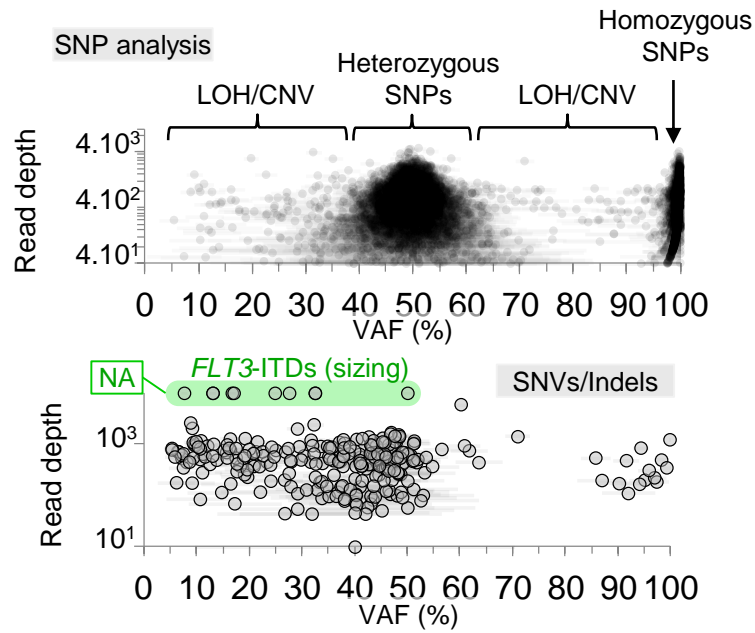 SNP analysis
Homozygous
SNPs
Heterozygous
SNPs
LOH/CNV
LOH/CNV
Read depth
4.10³
4.10²
4.10¹
0 10 20 30 40 50 60 70 80 90 100
VAF (%)
NA
FLT3-ITDs (sizing)
SNVs/Indels
Read depth
10³
10¹
0 10 20 30 40 50 60 70 80 90 100
VAF (%)